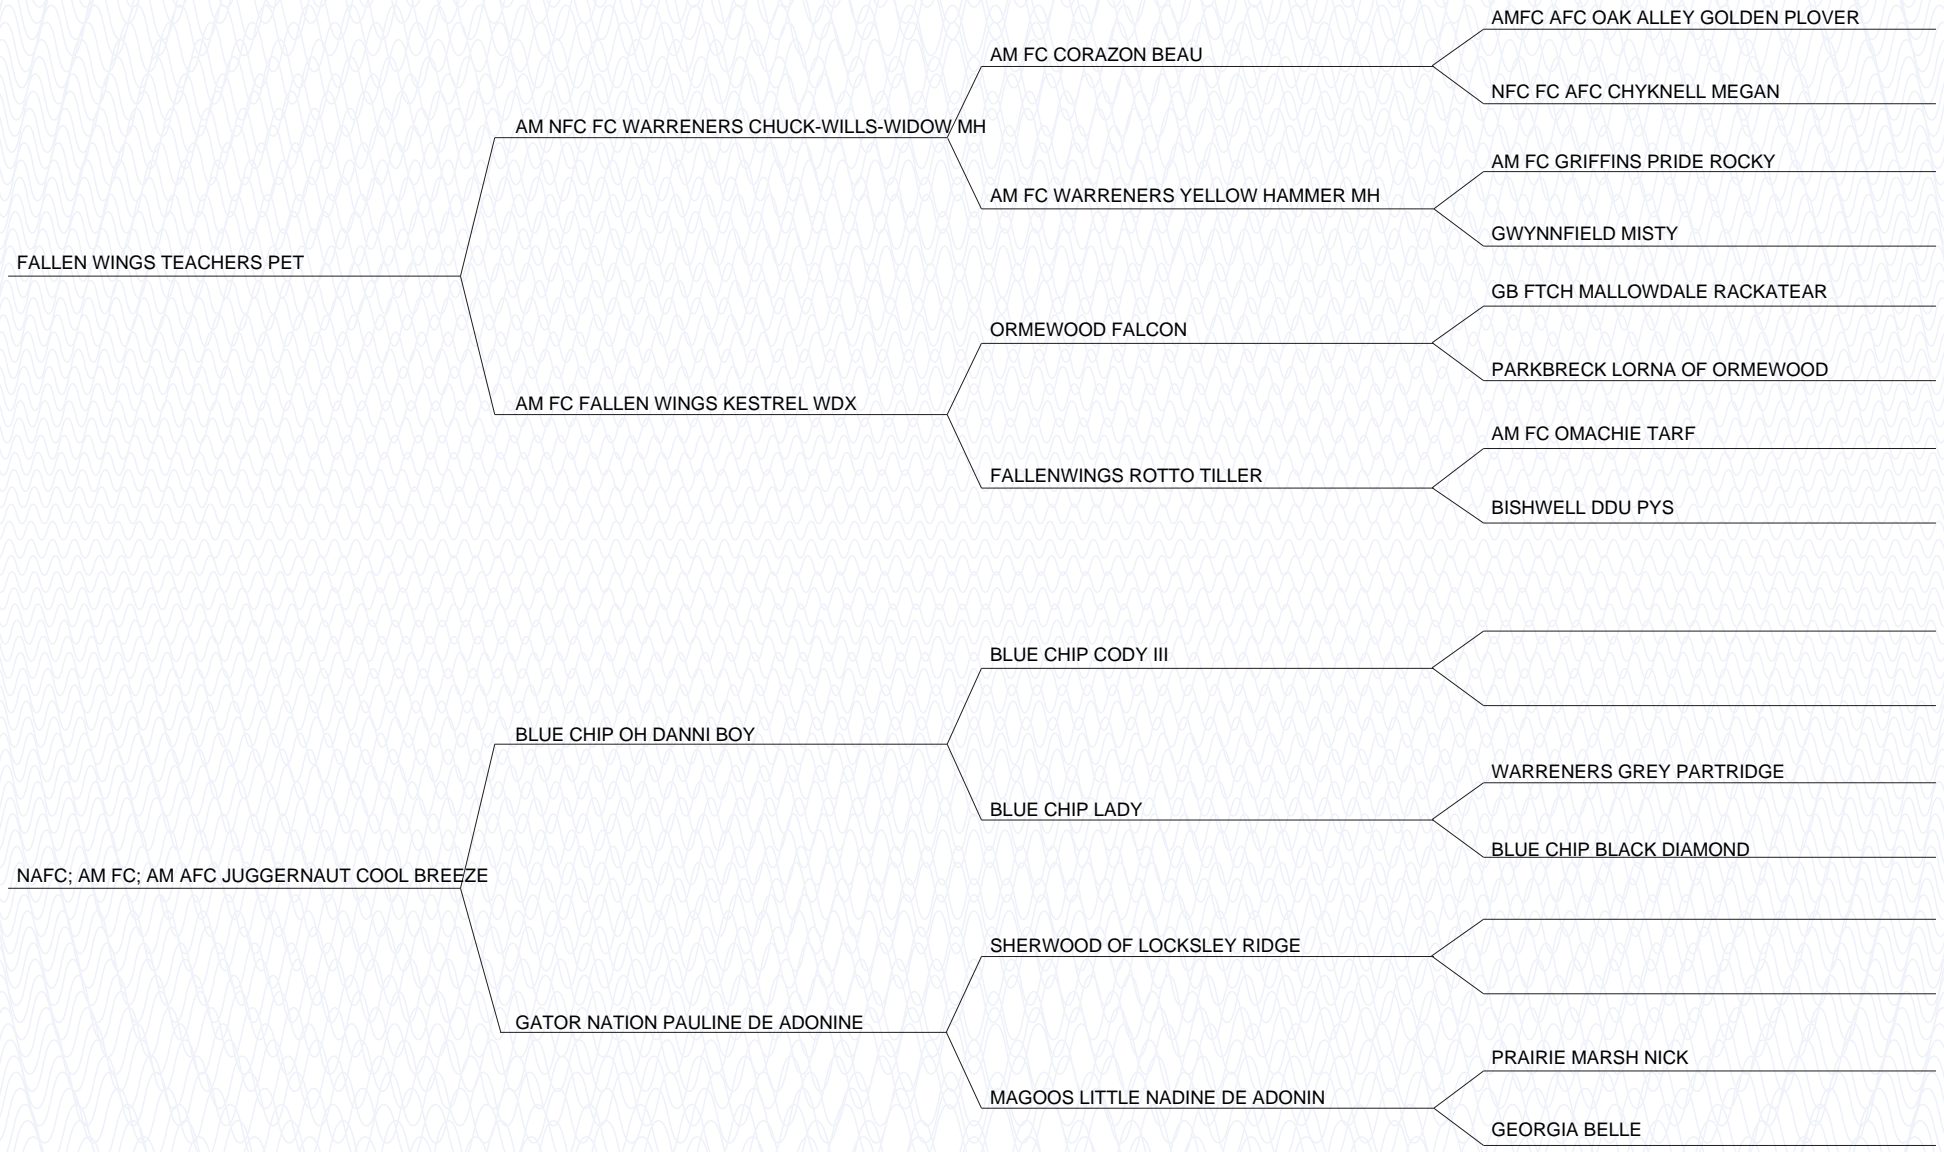 AMFC AFC OAK ALLEY GOLDEN PLOVER
AM FC CORAZON BEAU
NFC FC AFC CHYKNELL MEGAN
AM NFC FC WARRENERS CHUCK-WILLS-WIDOW MH
AM FC GRIFFINS PRIDE ROCKY
AM FC WARRENERS YELLOW HAMMER MH
GWYNNFIELD MISTY
FALLEN WINGS TEACHERS PET
GB FTCH MALLOWDALE RACKATEAR
ORMEWOOD FALCON
PARKBRECK LORNA OF ORMEWOOD
AM FC FALLEN WINGS KESTREL WDX
AM FC OMACHIE TARF
FALLENWINGS ROTTO TILLER
BISHWELL DDU PYS
BLUE CHIP CODY III
BLUE CHIP OH DANNI BOY
WARRENERS GREY PARTRIDGE
BLUE CHIP LADY
BLUE CHIP BLACK DIAMOND
NAFC; AM FC; AM AFC JUGGERNAUT COOL BREEZE
SHERWOOD OF LOCKSLEY RIDGE
GATOR NATION PAULINE DE ADONINE
PRAIRIE MARSH NICK
MAGOOS LITTLE NADINE DE ADONIN
GEORGIA BELLE